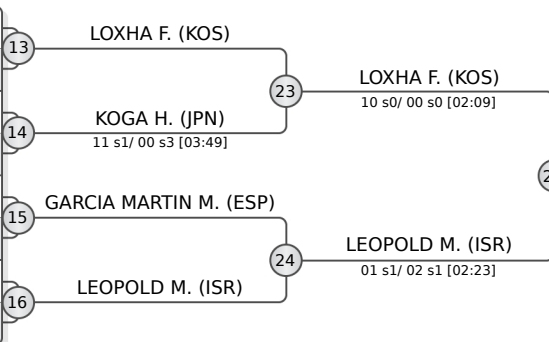 13
LOXHA F. (KOS)
23
LOXHA F. (KOS)
10 s0/ 00 s0 [02:09]
14
KOGA H. (JPN)
11 s1/ 00 s3 [03:49]
15
GARCIA MARTIN M. (ESP)
24
LEOPOLD M. (ISR)
01 s1/ 02 s1 [02:23]
16
LEOPOLD M. (ISR)